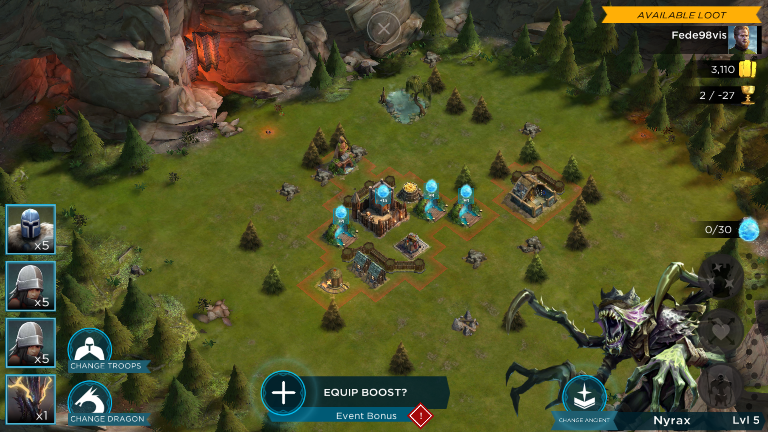 AVAILABLE LOOT
Fede98vis
3,110
2 / -27
x5
0/30
x5
x5
CHANGE TROOPS
x1
CHANGE DRAGON
EQUIP BOOST?
Event Bonus
!
CHANGE ANCIENT
Nyrax
Lvl 5